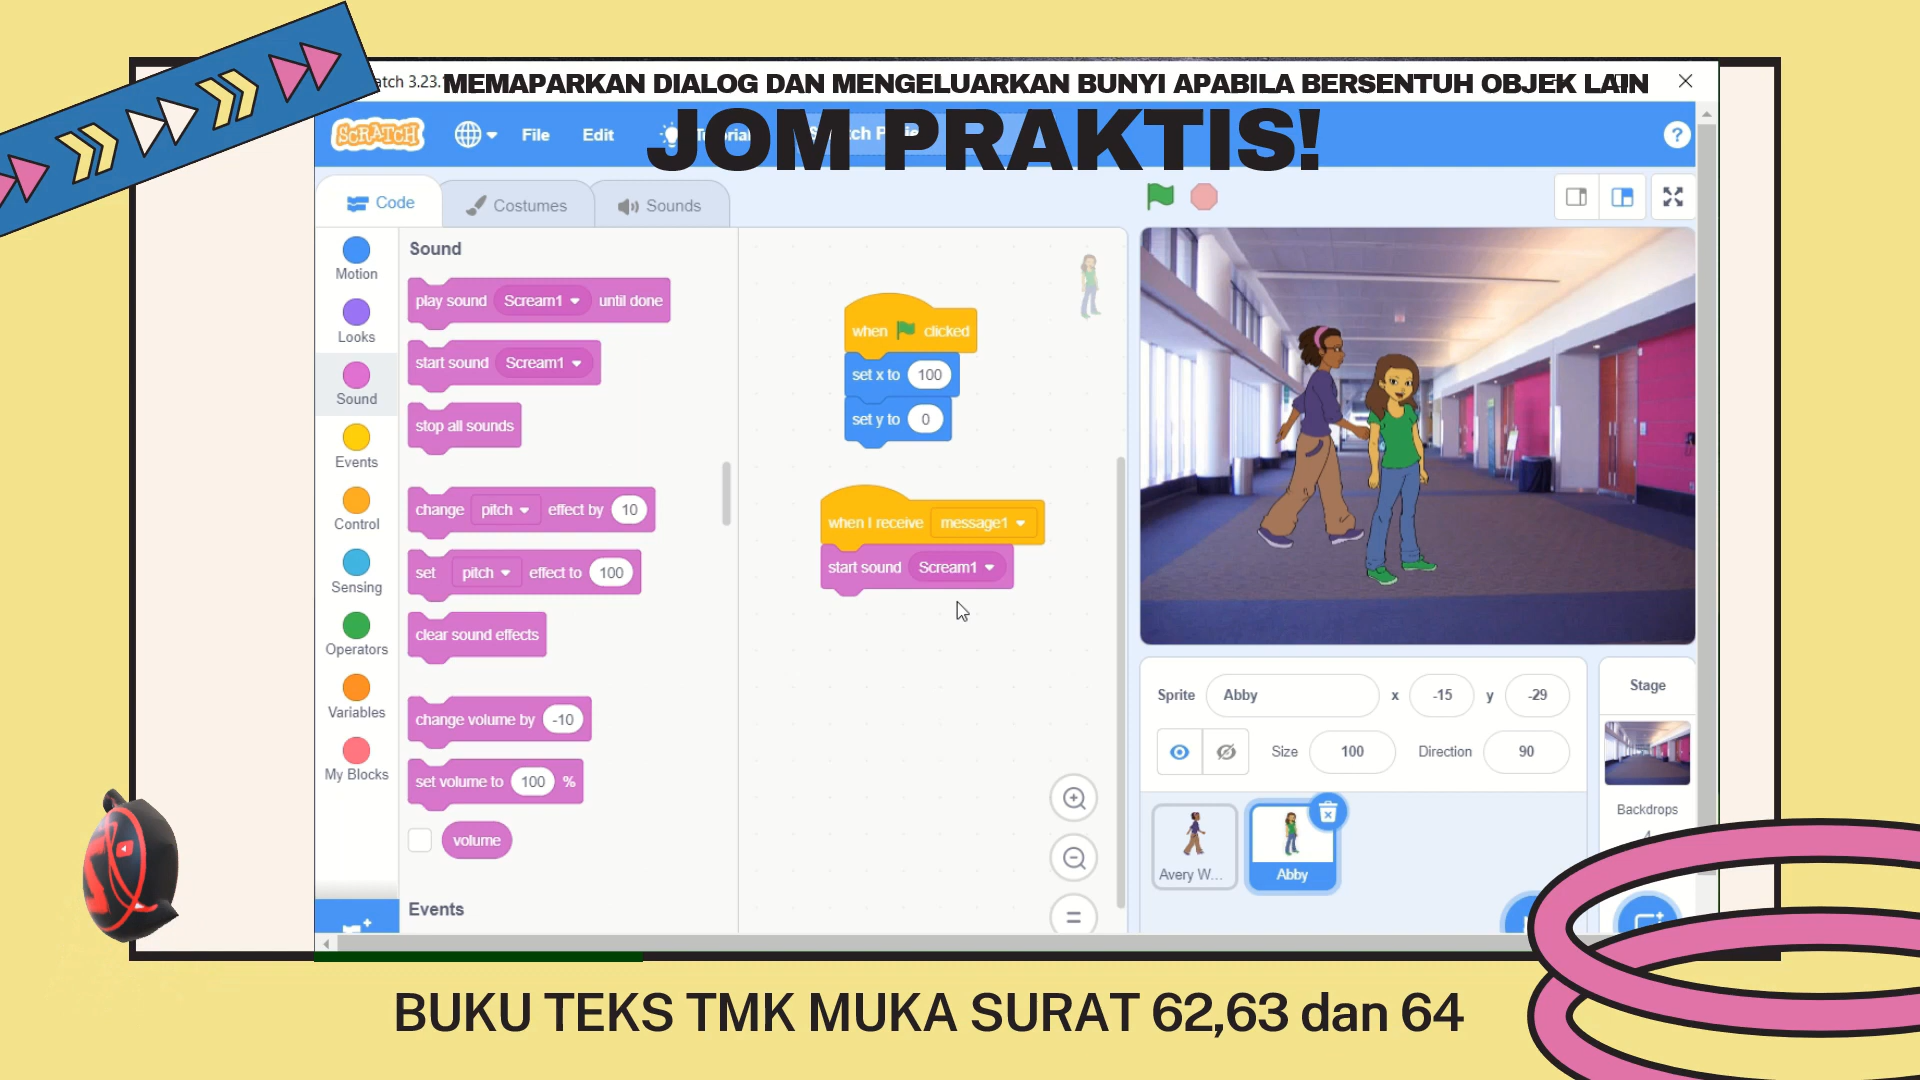 atch 3.23.
MEMAPARKAN DIALOG DAN MENGELUARKAN BUNYI APABILA BERSENTUH OBJEK LAIN
JOM PRAKTIS!
SCRATCH
File
Edit
Tutorial
?
Code
Costumes
Sounds
Motion
Looks
Sound
Events
Control
Sensing
Operators
Variables
My Blocks
Sound
play sound Scream1 until done
start sound Scream1
stop all sounds
change pitch effect by 10
set pitch effect to 100
clear sound effects
change volume by -10
set volume to 100 %
volume
Events
when clicked
set x to 100
set y to 0
when I receive message1
start sound Scream1
Sprite Abby x -15 y -29
Size 100 Direction 90
Avery W...
Abby
Stage
Backdrops
BUKU TEKS TMK MUKA SURAT 62,63 dan 64